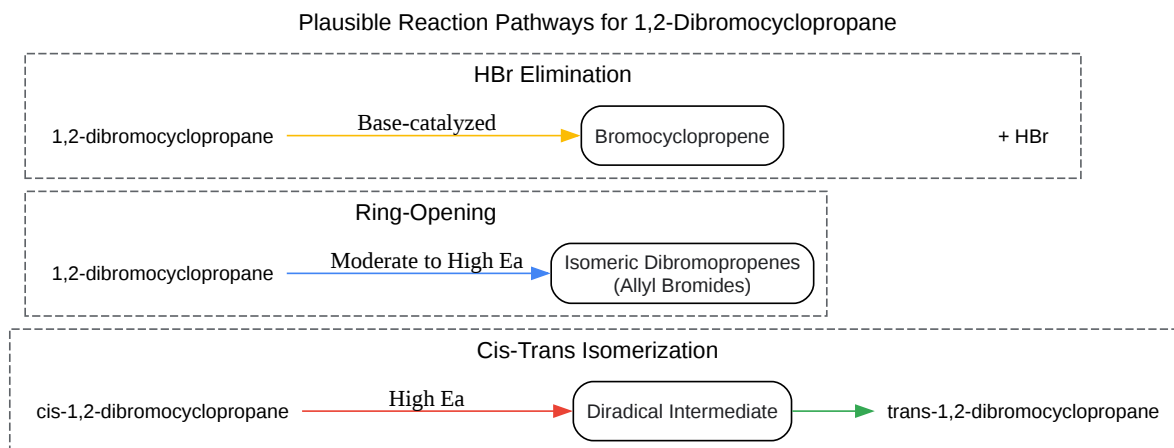 Plausible Reaction Pathways for 1,2-Dibromocyclopropane
HBr Elimination
1,2-dibromocyclopropane
Base-catalyzed
Bromocyclopropene
+ HBr
Ring-Opening
1,2-dibromocyclopropane
Moderate to High Ea
Isomeric Dibromopropenes
(Allyl Bromides)
Cis-Trans Isomerization
cis-1,2-dibromocyclopropane
High Ea
Diradical Intermediate
trans-1,2-dibromocyclopropane